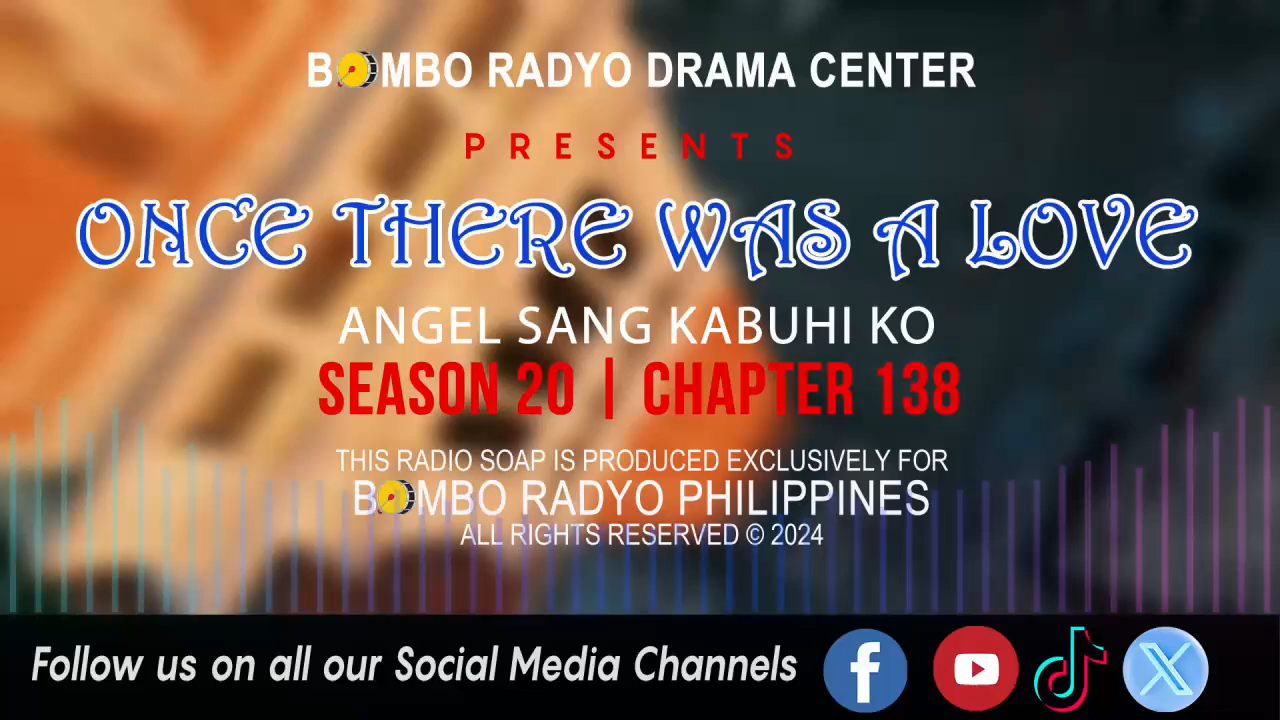 BOMBO RADYO DRAMA CENTER
PRESENTS
ONCE THERE WAS A LOVE
ANGEL SANG KABUHI KO
SEASON 20 | CHAPTER 138
THIS RADIO SOAP IS PRODUCED EXCLUSIVELY FOR
BOMBO RADYO PHILIPPINES
ALL RIGHTS RESERVED © 2024
Follow us on all our Social Media Channels